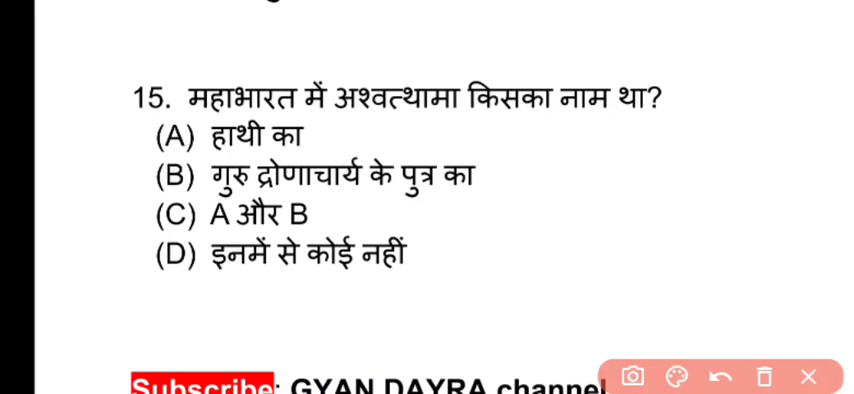 15. महाभारत में अश्वत्थामा किसका नाम था?
(A) हाथी का
(B) गुरु द्रोणाचार्य के पुत्र का
(C) A और B
(D) इनमें से कोई नहीं
Subscribe: GYAN DAYRA channel